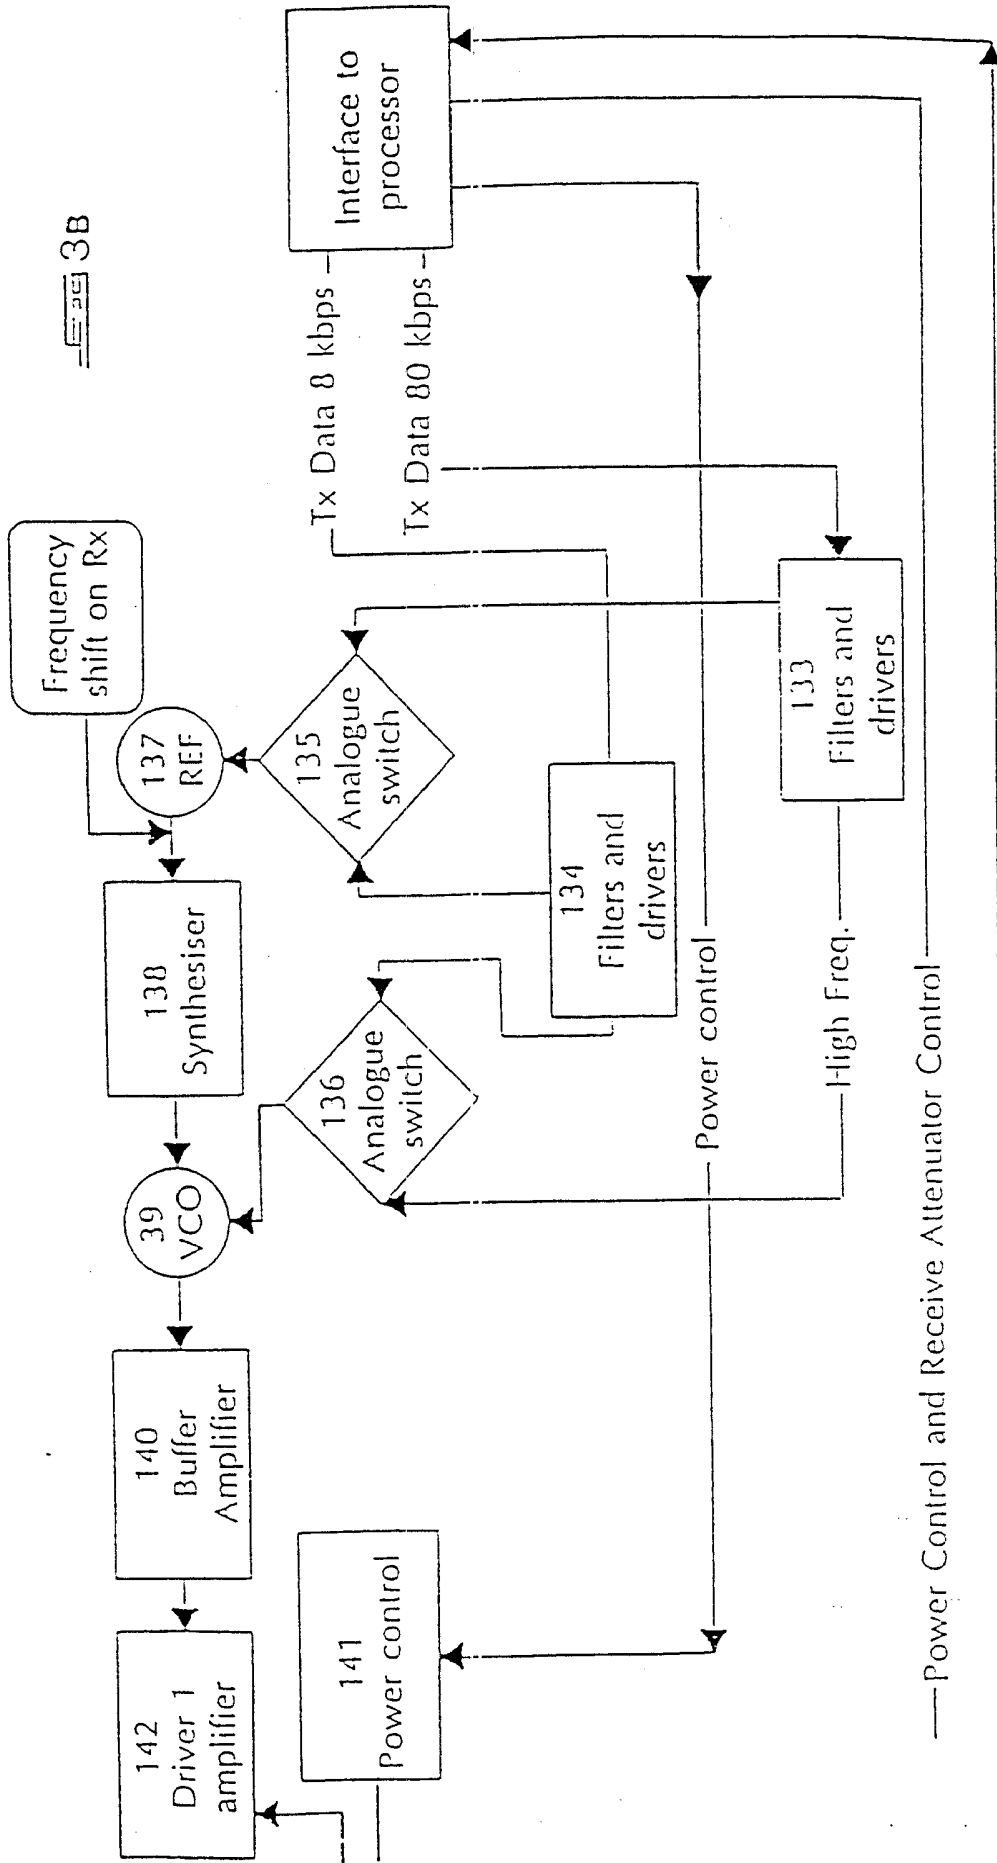 Fig 3B
Frequency
shift on Rx
137
REF
138
Synthesiser
39
VCO
140
Buffer
Amplifier
142
Driver 1
amplifier
135
Analogue
switch
136
Analogue
switch
141
Power control
Interface to
processor
Tx Data 8 kbps
Tx Data 80 kbps
134
Filters and
drivers
133
Filters and
drivers
Power control
High Freq.
Power Control and Receive Attenuator Control